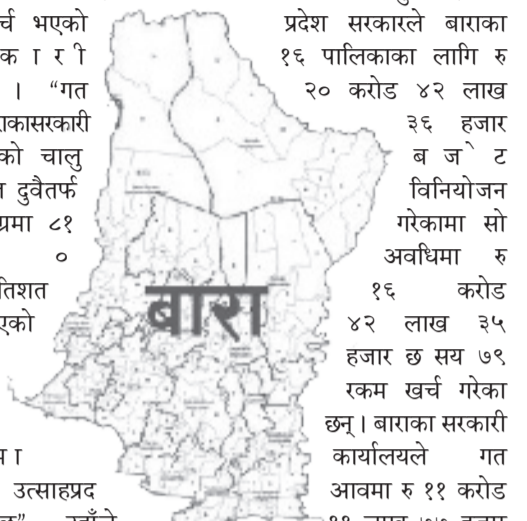 र्च भएको
क ा र ी
। “गत
राकासरकारी
को चालु
त दुवैतर्फ
ग्रमा ८१
०
तिशत
एको
म ा
उत्साहप्रद
बारा
प्रदेश सरकारले बाराका
१६ पालिकाका लागि रु
२० करोड ४२ लाख
३६ हजार
ब ज े ट
विनियोजन
गरेकामा सो
अवधिमा रु
१६ करोड
४२ लाख ३५
हजार छ सय ७९
रकम खर्च गरेका
छन् । बाराका सरकारी
कार्यालयले गत
आवमा रु ११ करोड